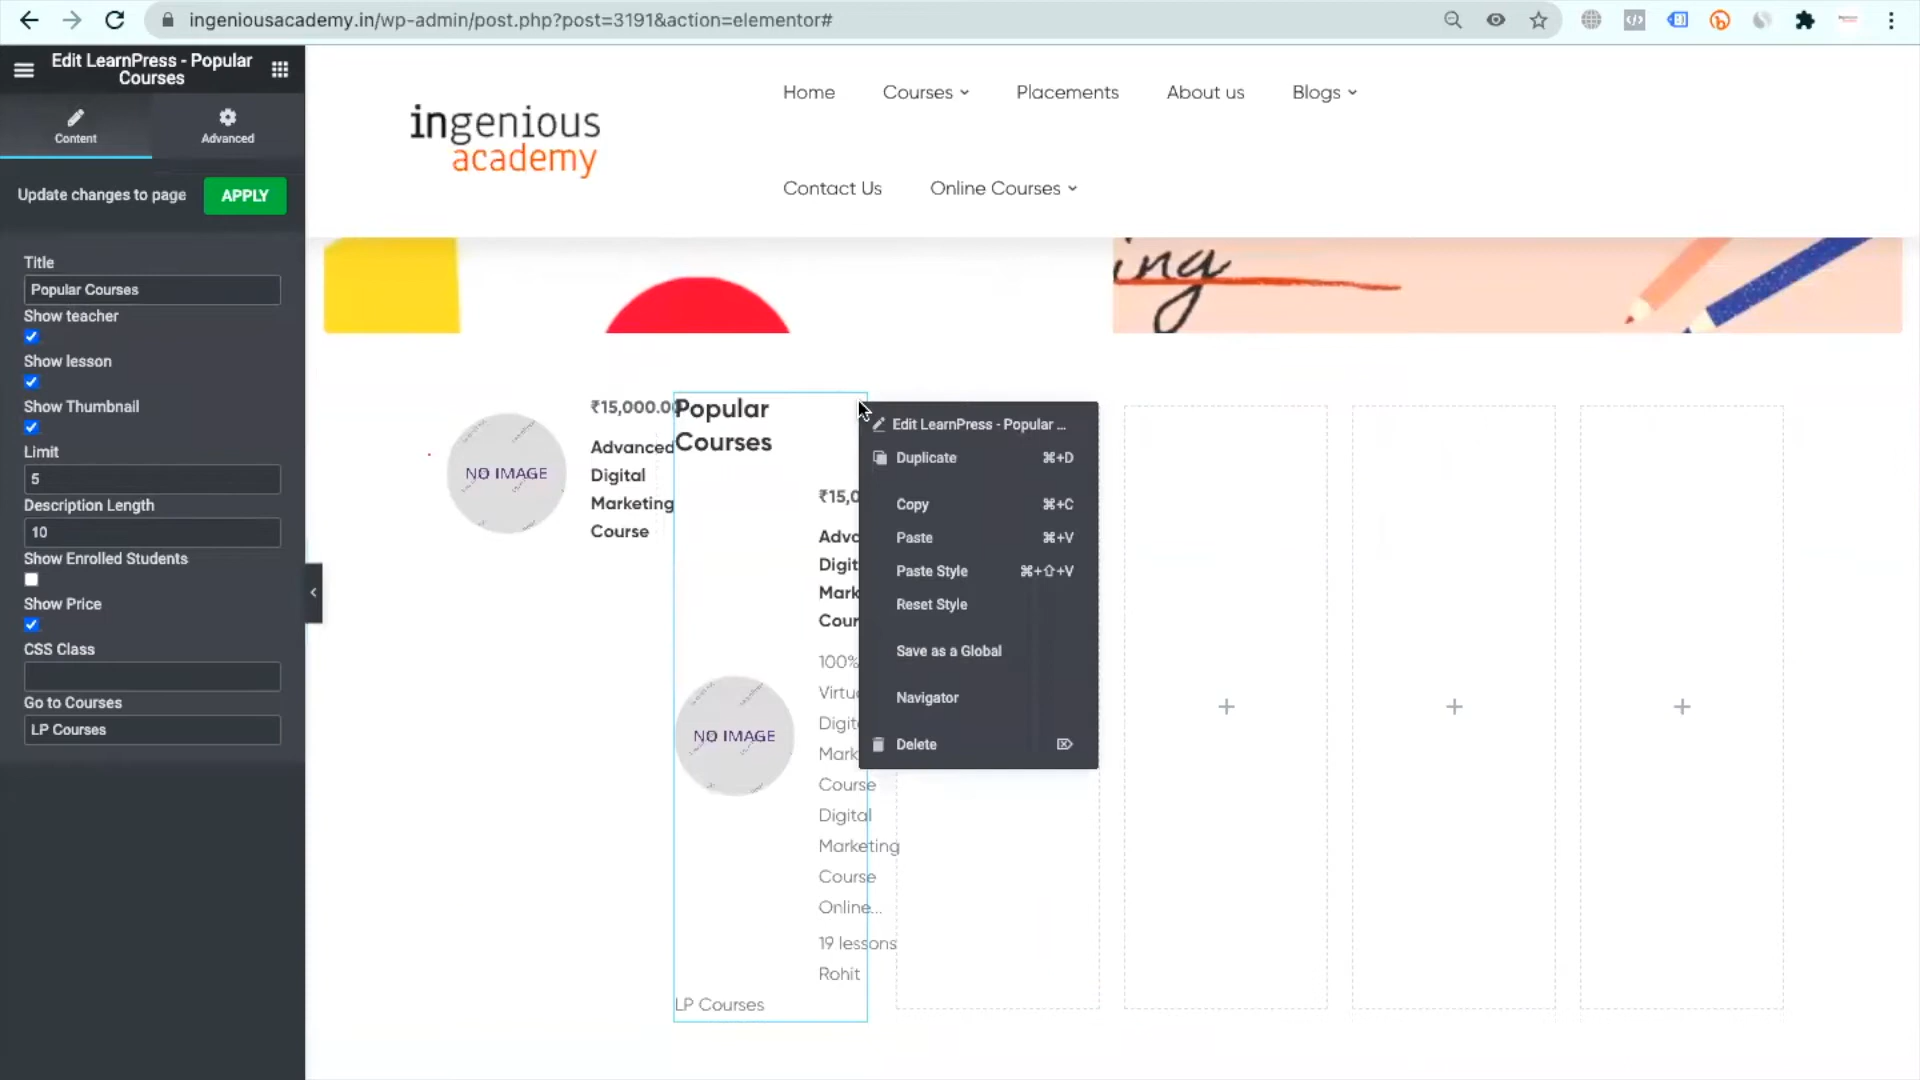 ingeniousacademy.in/wp-admin/post.php?post=3191&action=elementor#
Edit LearnPress - Popular
Courses
Content
Advanced
Update changes to page
APPLY
Title
Popular Courses
Show teacher
Show lesson
Show Thumbnail
Limit
5
Description Length
10
Show Enrolled Students
Show Price
CSS Class
Go to Courses
LP Courses
ingenious
academy
Home
Courses
Placements
About us
Blogs
Contact Us
Online Courses
ing
NO IMAGE
₹15,000.00
Advanced
Digital
Marketing
Course
Popular
Courses
NO IMAGE
₹15,0
Adva
Digit
Mark
Cour
100%
Virtu
Digit
Mark
Course
Digital
Marketing
Course
Online...
19 lessons
Rohit
LP Courses
Edit LearnPress - Popular ...
Duplicate ⌘+D
Copy ⌘+C
Paste ⌘+V
Paste Style ⌘+⇧+V
Reset Style
Save as a Global
Navigator
Delete ⌦